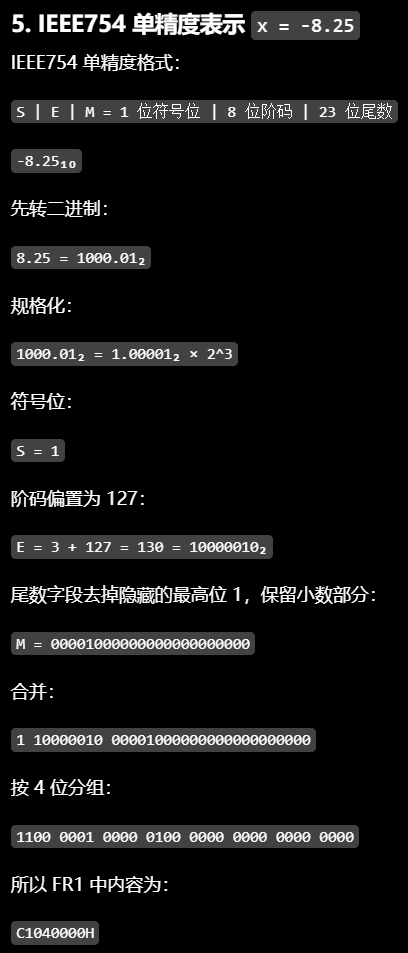 5. IEEE754 单精度表示 x = -8.25
IEEE754 单精度格式：
S | E | M = 1 位符号位 | 8 位阶码 | 23 位尾数
-8.25₁₀
先转二进制：
8.25 = 1000.01₂
规格化：
1000.01₂ = 1.00001₂ × 2^3
符号位：
S = 1
阶码偏置为 127：
E = 3 + 127 = 130 = 10000010₂
尾数字段去掉隐藏的最高位 1，保留小数部分：
M = 00001000000000000000000
合并：
1 10000010 00001000000000000000000
按 4 位分组：
1100 0001 0000 0100 0000 0000 0000 0000
所以 FR1 中内容为：
C1040000H